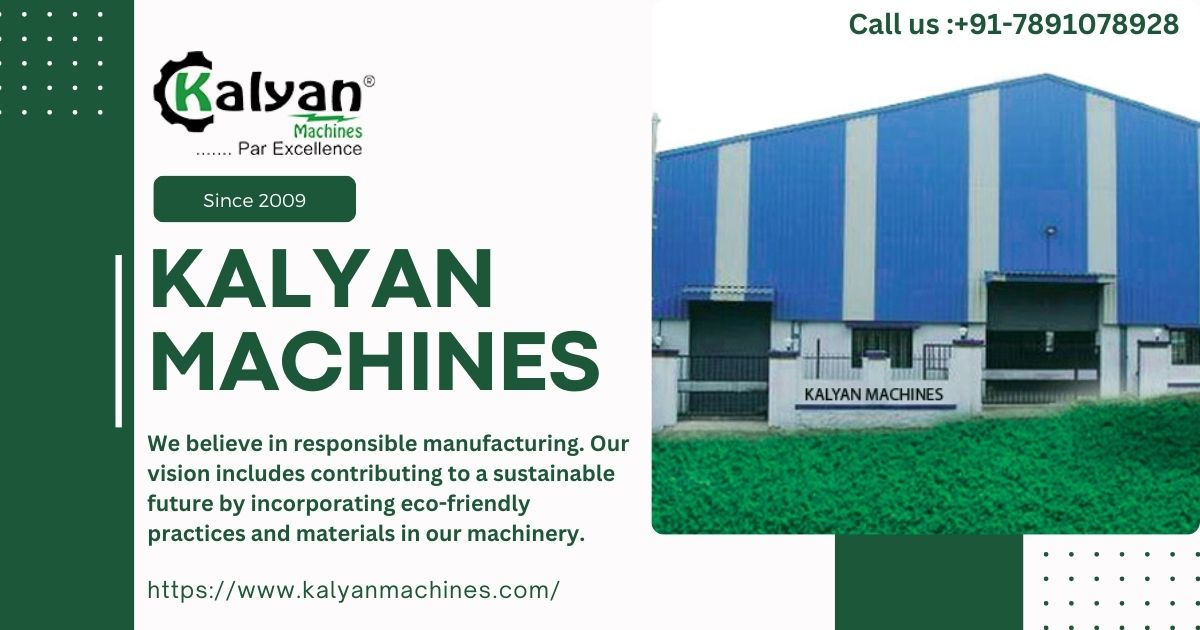 Call us :+91-7891078928
Kalyan®
Machines
....... Par Excellence
Since 2009
KALYAN
MACHINES
We believe in responsible manufacturing. Our
vision includes contributing to a sustainable
future by incorporating eco-friendly
practices and materials in our machinery.
https://www.kalyanmachines.com/
KALYAN MACHINES